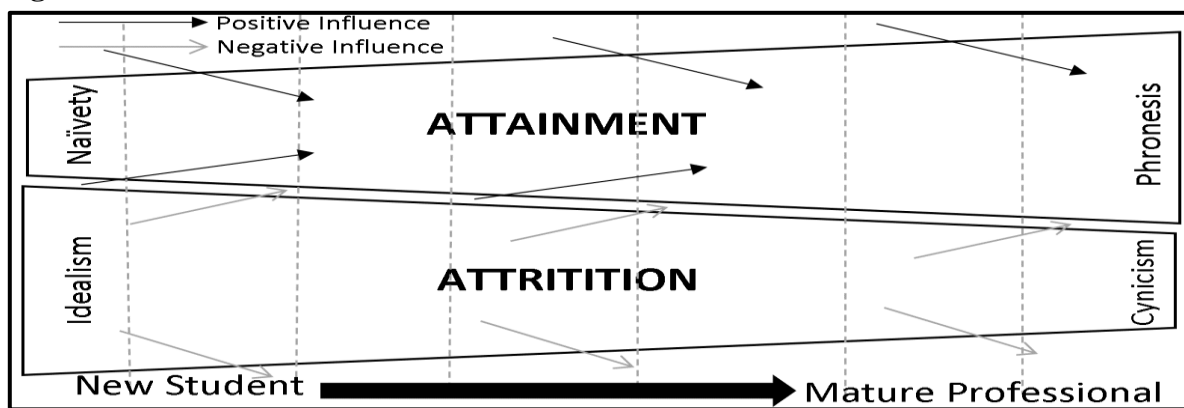 Positive Influence
Negative Influence
Naïvety
ATTAINMENT
Phronesis
Idealism
ATTRITITION
Cynicism
New Student
Mature Professional